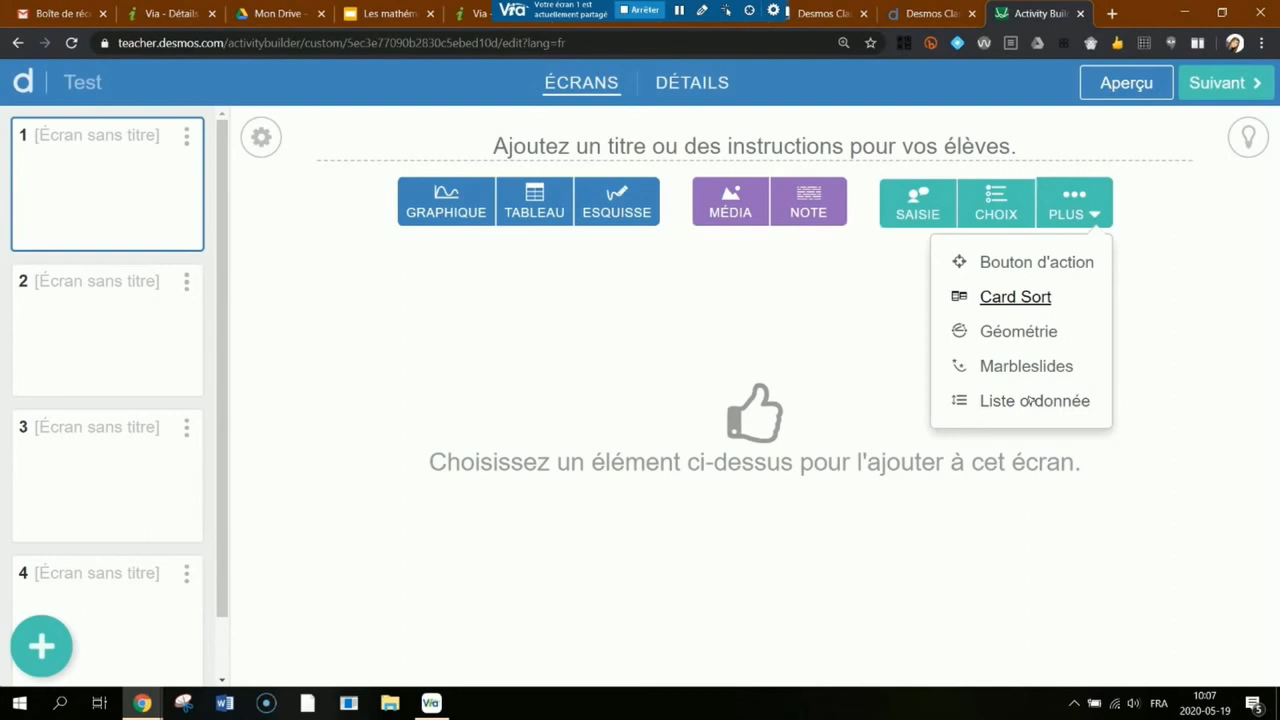 Boîte de réc
Via - Détails
Mon Drive -
Les mathém
Via -
Via
Votre écran 1 est
actuellement partagé
Arrêter
Desmos Cla
Desmos Cla
Activity Buil
teacher.desmos.com/activitybuilder/custom/5ec3e77090b2830c5ebed10d/edit?lang=fr
d Test
ÉCRANS
DÉTAILS
Aperçu
Suivant
1 [Écran sans titre]
Ajoutez un titre ou des instructions pour vos élèves.
GRAPHIQUE
TABLEAU
ESQUISSE
MÉDIA
NOTE
SAISIE
CHOIX
PLUS
Bouton d'action
Card Sort
Géométrie
Marbleslides
Liste ordonnée
2 [Écran sans titre]
3 [Écran sans titre]
4 [Écran sans titre]
Choisissez un élément ci-dessus pour l'ajouter à cet écran.
Via
FRA
10:07
2020-05-19
5